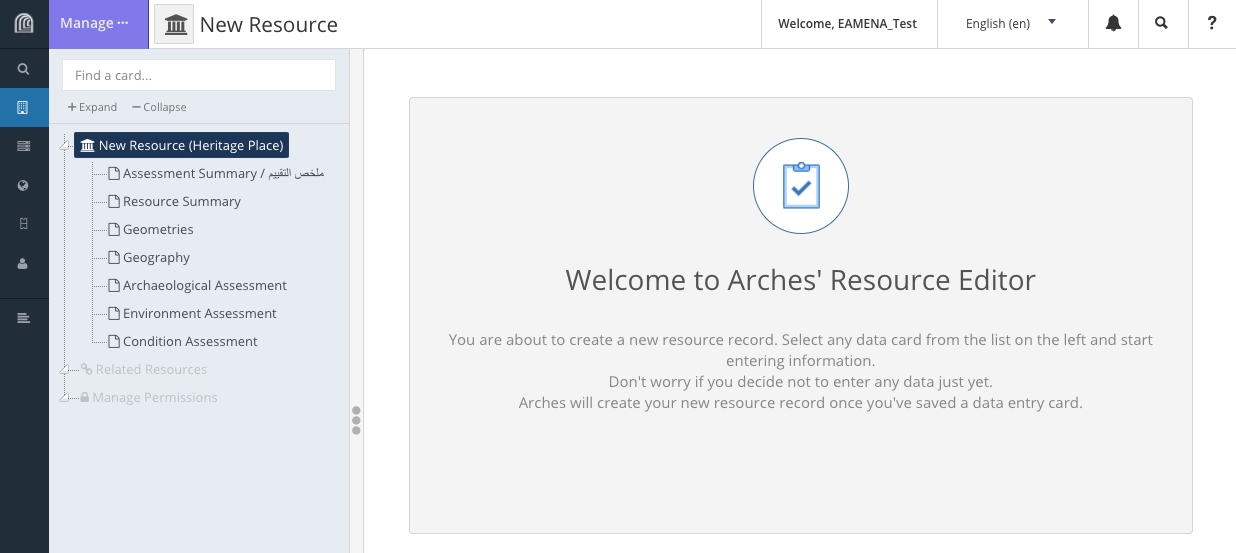 Manage ···
New Resource
Welcome, EAMENA_Test
English (en)
?
Find a card...
+ Expand
− Collapse
New Resource (Heritage Place)
Assessment Summary / ملخص التقييم
Resource Summary
Geometries
Geography
Archaeological Assessment
Environment Assessment
Condition Assessment
Related Resources
Manage Permissions
Welcome to Arches' Resource Editor
You are about to create a new resource record. Select any data card from the list on the left and start
entering information.
Don't worry if you decide not to enter any data just yet.
Arches will create your new resource record once you've saved a data entry card.